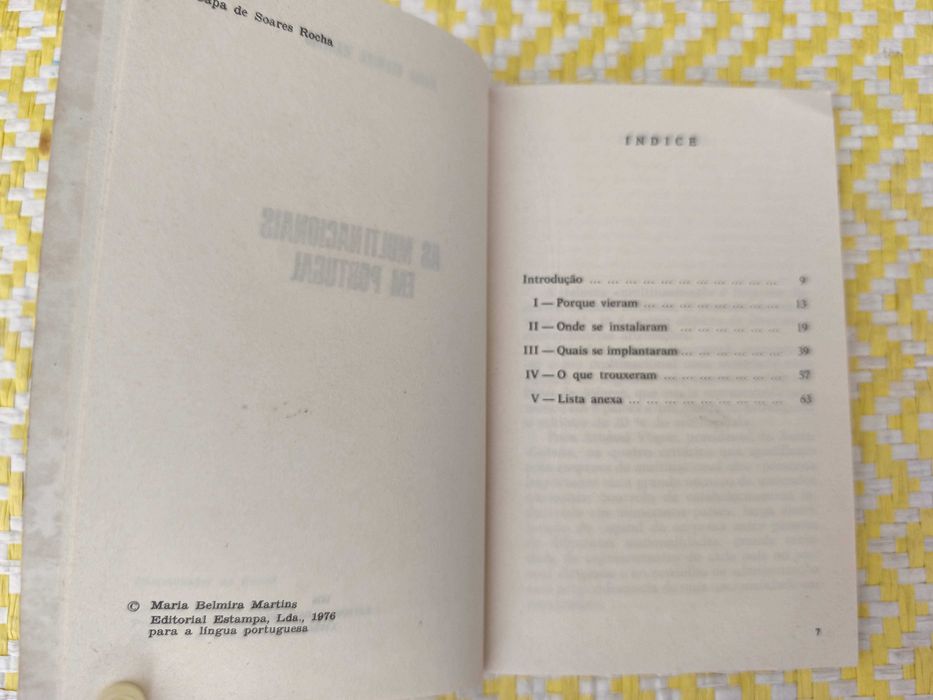 Capa de Soares Rocha
AS MULTINACIONAIS
EM PORTUGAL
© Maria Belmira Martins
Editorial Estampa, Lda., 1976
para a língua portuguesa
ÍNDICE
Introdução ... ... ... ... ... ... ... ... ... 9
I — Porque vieram ... ... ... ... ... ... ... 13
II — Onde se instalaram ... ... ... ... ... ... 19
III — Quais se implantaram ... ... ... ... ... ... 39
IV — O que trouxeram ... ... ... ... ... ... ... 57
V — Lista anexa ... ... ... ... ... ... ... ... 63
7